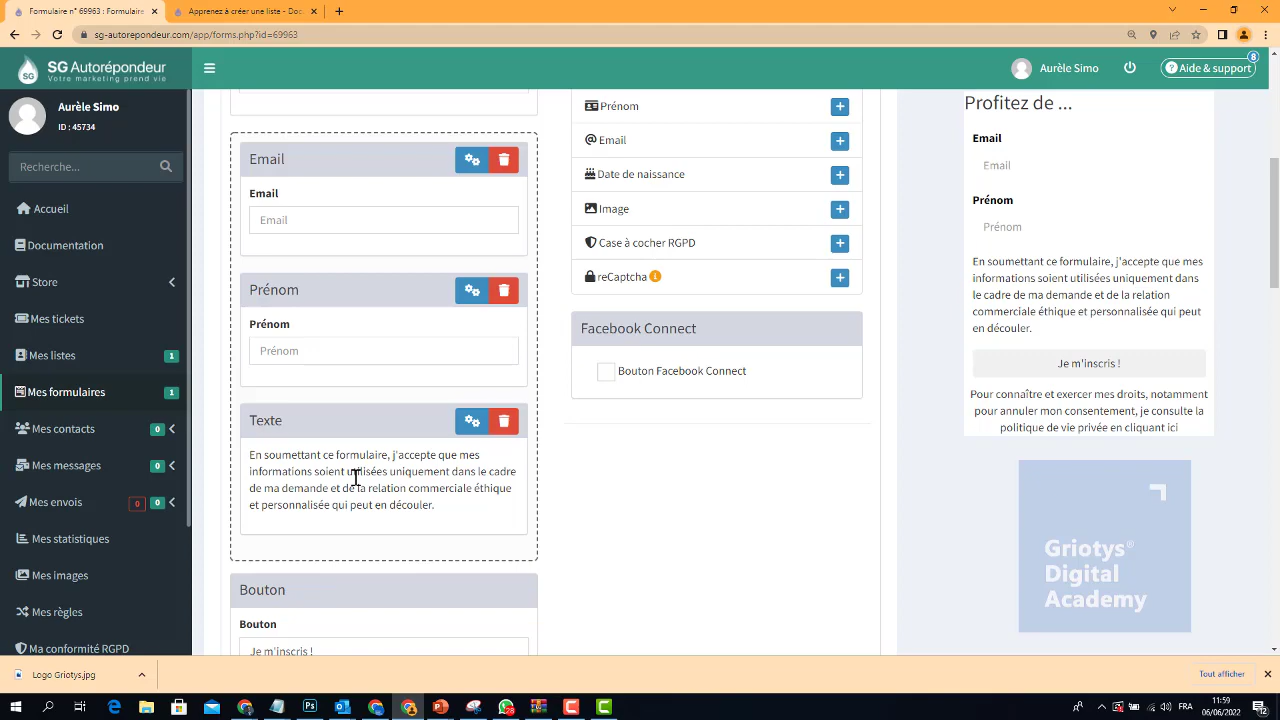 Formulaire n° 69963 : Formulaire
Apprenez à créer une liste - Doc
sg-autorepondeur.com/app/forms.php?id=69963
SG Autorépondeur
Votre marketing prend vie
Aurèle Simo
Aide & support
8
Aurèle Simo
ID : 45734
Recherche...
Accueil
Documentation
Store
Mes tickets
Mes listes 1
Mes formulaires 1
Mes contacts 0
Mes messages 0
Mes envois 0 0
Mes statistiques
Mes images
Mes règles
Ma conformité RGPD
Email
Email
Email
Prénom
Prénom
Prénom
Texte
En soumettant ce formulaire, j'accepte que mes
informations soient utilisées uniquement dans le cadre
de ma demande et de la relation commerciale éthique
et personnalisée qui peut en découler.
Bouton
Bouton
Je m'inscris !
Prénom
Email
Date de naissance
Image
Case à cocher RGPD
reCaptcha
Facebook Connect
Bouton Facebook Connect
Profitez de ...
Email
Email
Prénom
Prénom
En soumettant ce formulaire, j'accepte que mes
informations soient utilisées uniquement dans
le cadre de ma demande et de la relation
commerciale éthique et personnalisée qui peut
en découler.
Je m'inscris !
Pour connaître et exercer mes droits, notamment
pour annuler mon consentement, je consulte la
politique de vie privée en cliquant ici
Griotys®
Digital
Academy
Logo Griotys.jpg
Tout afficher
28
FRA
11:59
06/06/2022